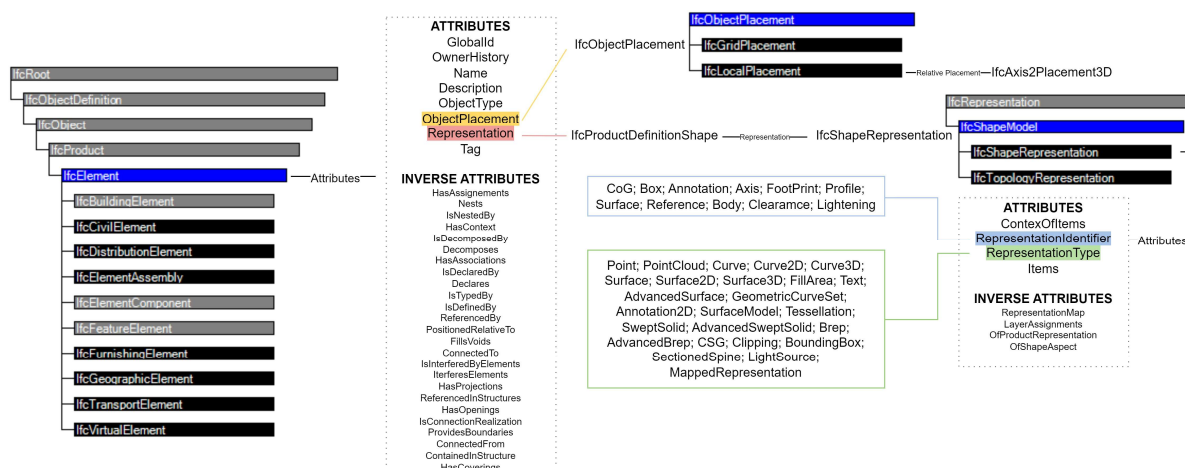 IfcRoot
IfcObjectDefinition
IfcObject
IfcProduct
IfcElement
IfcBuildingElement
IfcCivilElement
IfcDistributionElement
IfcElementAssembly
IfcElementComponent
IfcFeatureElement
IfcFurnishingElement
IfcGeographicElement
IfcTransportElement
IfcVirtualElement
Attributes
ATTRIBUTES
GlobalId
OwnerHistory
Name
Description
ObjectType
ObjectPlacement
Representation
Tag
INVERSE ATTRIBUTES
HasAssignements
Nests
IsNestedBy
HasContext
IsDecomposedBy
Decomposes
HasAssociations
IsDeclaredBy
Declares
IsTypedBy
IsDefinedBy
ReferencedBy
PositionedRelativeTo
FillsVoids
ConnectedTo
IsInterferedByElements
IterferesElements
HasProjections
ReferencedInStructures
HasOpenings
IsConnectionRealization
ProvidesBoundaries
ConnectedFrom
ContainedInStructure
HasCoverings
IfcObjectPlacement
IfcObjectPlacement
IfcGridPlacement
IfcLocalPlacement
Relative Placement
IfcAxis2Placement3D
IfcProductDefinitionShape
Representation
IfcShapeRepresentation
IfcRepresentation
IfcShapeModel
IfcShapeRepresentation
IfcTopologyRepresentation
CoG; Box; Annotation; Axis; FootPrint; Profile;
Surface; Reference; Body; Clearamce; Lightening
Point; PointCloud; Curve; Curve2D; Curve3D;
Surface; Surface2D; Surface3D; FillArea; Text;
AdvancedSurface; GeometricCurveSet;
Annotation2D; SurfaceModel; Tessellation;
SweptSolid; AdvancedSweptSolid; Brep;
AdvancedBrep; CSG; Clipping; BoundingBox;
SectionedSpine; LightSource;
MappedRepresentation
ATTRIBUTES
ContexOfItems
RepresentationIdentifier
RepresentationType
Items
INVERSE ATTRIBUTES
RepresentationMap
LayerAssignments
OfProductRepresentation
OfShapeAspect
Attributes